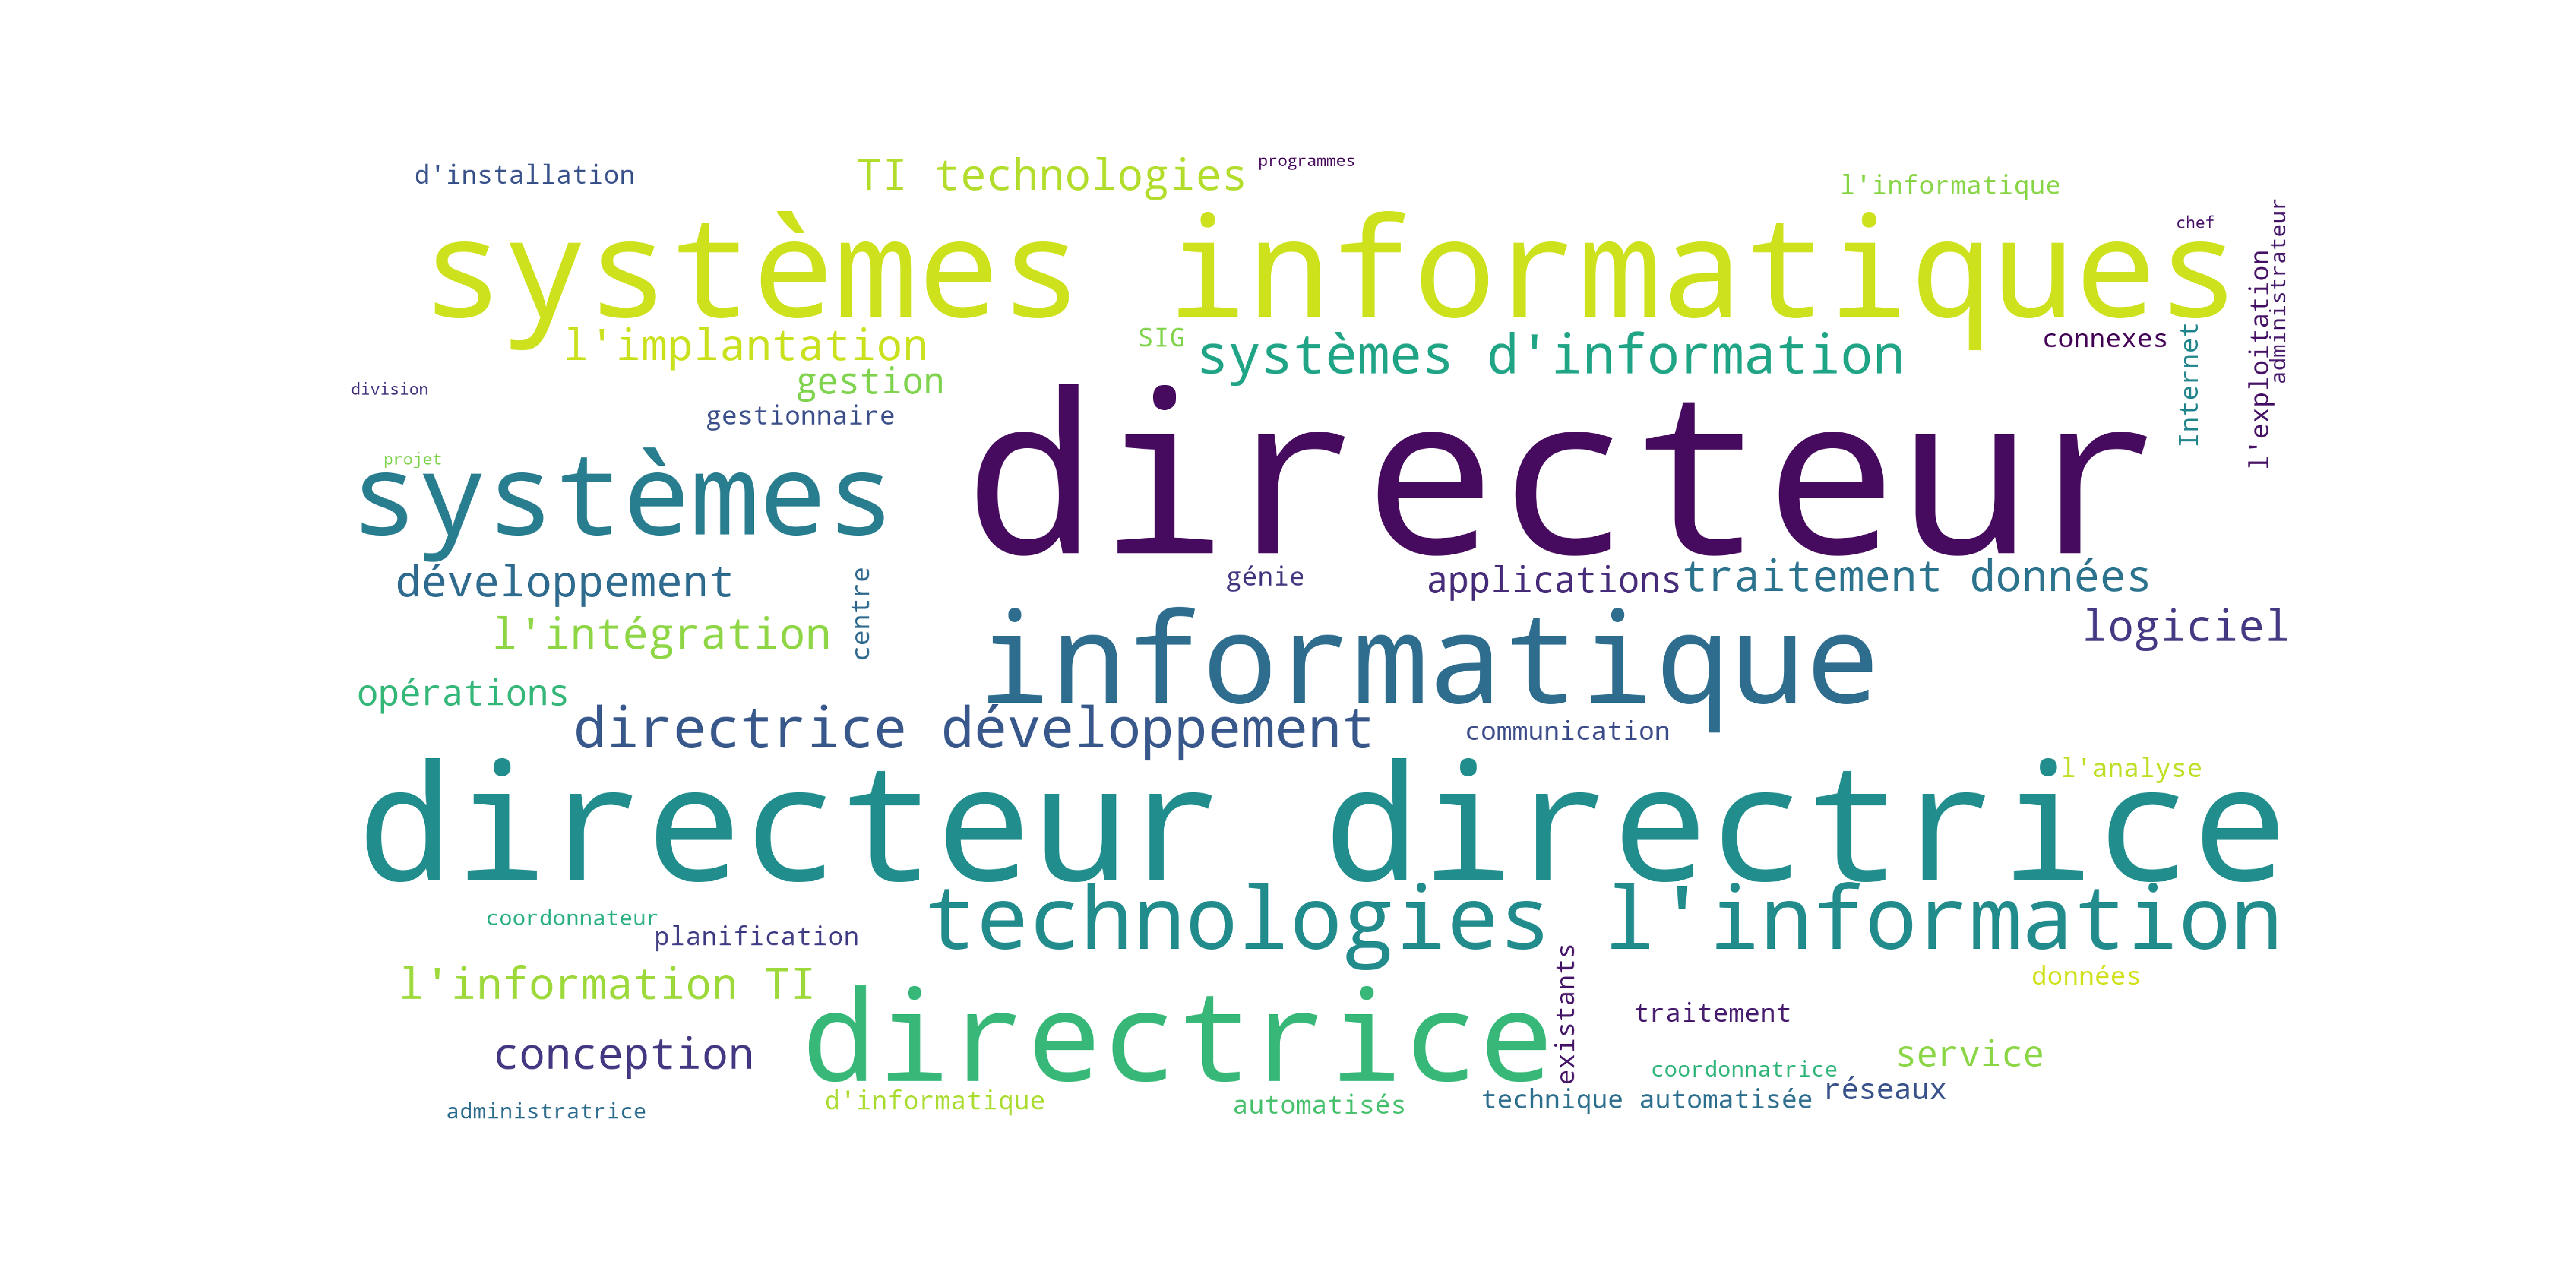 programmes
d'installation
TI technologies
l'informatique
chef
systèmes informatiques
administrateur
l'exploitation
l'implantation
SIG
systèmes d'information
connexes
Internet
gestion
division
gestionnaire
directeur
projet
systèmes
développement
centre
génie
applications
traitement données
l'intégration
informatique
logiciel
opérations
directrice développement
communication
l'analyse
directeur directrice
coordonnateur
planification
technologies l'information
l'information TI
existants
données
directrice
traitement
conception
coordonnatrice
service
administratrice
d'informatique
automatisés
technique automatisée
réseaux